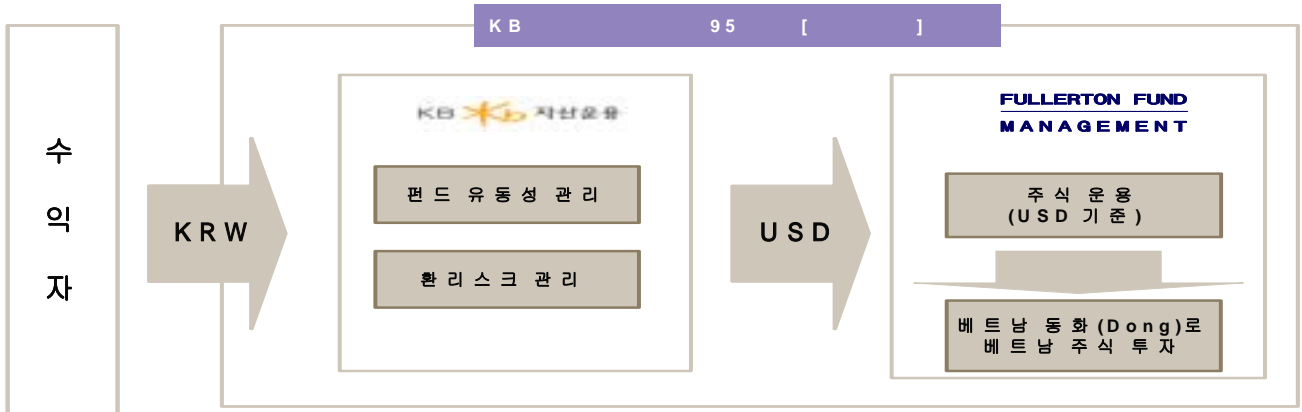 KB 95 [ ]
수
익
자
KRW
KB 자산운용
펀드 유동성 관리
환리스크 관리
USD
FULLERTON FUND
MANAGEMENT
주식 운용
(USD 기준)
베트남 동화(Dong)로
베트남 주식 투자